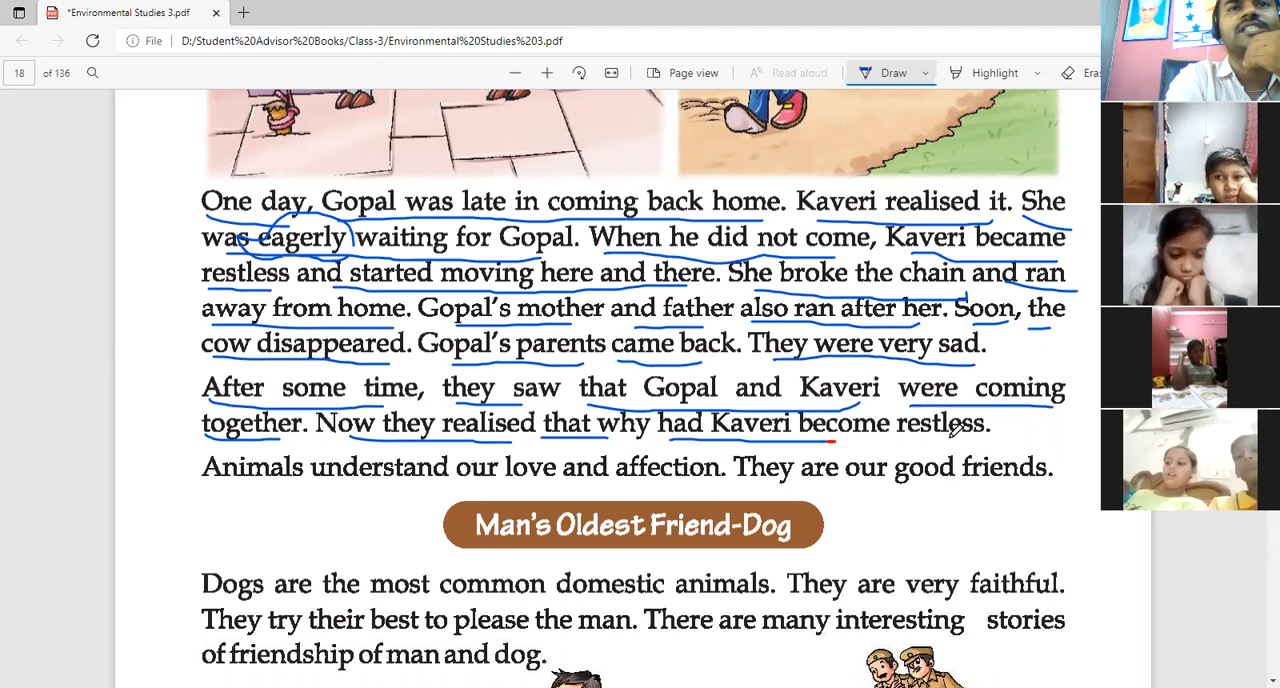 *Environmental Studies 3.pdf
File D:/Student%20Advisor%20Books/Class-3/Environmental%20Studies%203.pdf
18 of 136 Page view Read aloud Draw Highlight Eras
One day, Gopal was late in coming back home. Kaveri realised it. She
was eagerly waiting for Gopal. When he did not come, Kaveri became
restless and started moving here and there. She broke the chain and ran
away from home. Gopal's mother and father also ran after her. Soon, the
cow disappeared. Gopal's parents came back. They were very sad.
After some time, they saw that Gopal and Kaveri were coming
together. Now they realised that why had Kaveri become restless.
Animals understand our love and affection. They are our good friends.
Man's Oldest Friend-Dog
Dogs are the most common domestic animals. They are very faithful.
They try their best to please the man. There are many interesting stories
of friendship of man and dog.